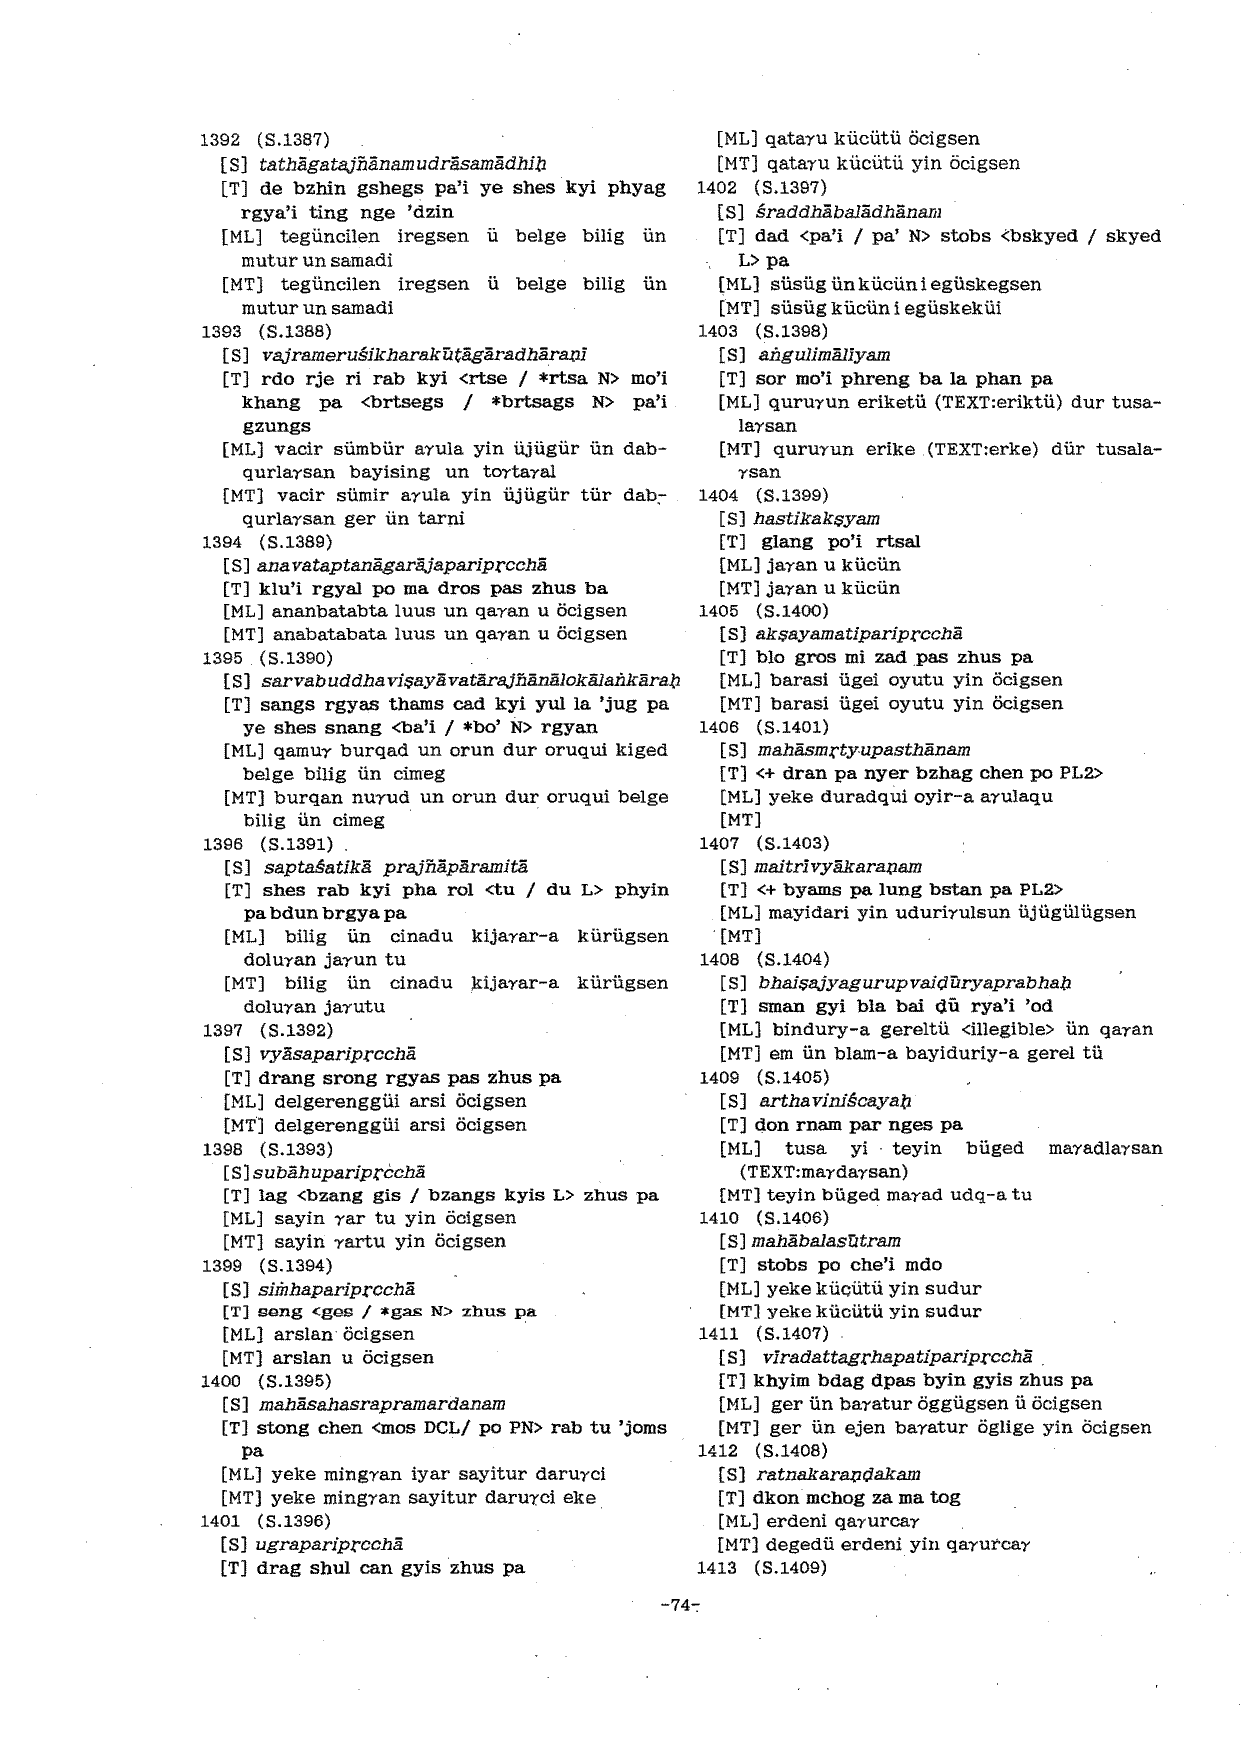 1392 (S.1387)
[S] tathāgatajñānamudrāsamādhiḥ
[T] de bzhin gshegs pa'i ye shes kyi phyag
rgya'i ting nge 'dzin
[ML] tegüncilen iregsen ü belge bilig ün
mutur un samadi
[MT] tegüncilen iregsen ü belge bilig ün
mutur un samadi
1393 (S.1388)
[S] vajrameruśikharakūṭāgāradhāraṇī
[T] rdo rje ri rab kyi <rtse / *rtsa N> mo'i
khang pa <brtsegs / *brtsags N> pa'i
gzungs
[ML] vacir sümbür aγula yin üjügür ün dab-
qurlaγsan bayising un toγtaγal
[MT] vacir sümir aγula yin üjügür tür dab-
qurlaγsan ger ün tarni
1394 (S.1389)
[S] anavataptanāgarājaparipṛcchā
[T] klu'i rgyal po ma dros pas zhus ba
[ML] ananbatabta luus un qaγan u öcigsen
[MT] anabatabata luus un qaγan u öcigsen
1395 (S.1390)
[S] sarvabuddhaviṣayāvatārajñānālokālaṅkāraḥ
[T] sangs rgyas thams cad kyi yul la 'jug pa
ye shes snang <ba'i / *bo' N> rgyan
[ML] qamuγ burqad un orun dur oruqui kiged
belge bilig ün cimeg
[MT] burqan nuγud un orun dur oruqui belge
bilig ün cimeg
1396 (S.1391)
[S] saptaśatikā prajñāpāramitā
[T] shes rab kyi pha rol <tu / du L> phyin
pa bdun brgya pa
[ML] bilig ün cinadu kijaγar-a kürügsen
doluγan jaγun tu
[MT] bilig ün cinadu kijaγar-a kürügsen
doluγan jaγutu
1397 (S.1392)
[S] vyāsaparipṛcchā
[T] drang srong rgyas pas zhus pa
[ML] delgerenggüi arsi öcigsen
[MT] delgerenggüi arsi öcigsen
1398 (S.1393)
[S] subāhuparipṛcchā
[T] lag <bzang gis / bzangs kyis L> zhus pa
[ML] sayin γar tu yin öcigsen
[MT] sayin γartu yin öcigsen
1399 (S.1394)
[S] siṁhaparipṛcchā
[T] seng <ges / *gas N> zhus pa
[ML] arslan öcigsen
[MT] arslan u öcigsen
1400 (S.1395)
[S] mahāsahasrapramardanam
[T] stong chen <mos DCL/ po PN> rab tu 'joms
pa
[ML] yeke mingγan iyar sayitur daruγci
[MT] yeke mingγan sayitur daruγci eke
1401 (S.1396)
[S] ugraparipṛcchā
[T] drag shul can gyis zhus pa
[ML] qataγu kücütü öcigsen
[MT] qataγu kücütü yin öcigsen
1402 (S.1397)
[S] śraddhābalādhānam
[T] dad <pa'i / pa' N> stobs <bskyed / skyed
L> pa
[ML] süsüg ün kücün i egüskegsen
[MT] süsüg kücün i egüskeküi
1403 (S.1398)
[S] aṅgulimālīyam
[T] sor mo'i phreng ba la phan pa
[ML] quruγun eriketü (TEXT:eriktü) dur tusa-
laγsan
[MT] quruγun erike (TEXT:erke) dür tusala-
γsan
1404 (S.1399)
[S] hastikakṣyam
[T] glang po'i rtsal
[ML] jaγan u kücün
[MT] jaγan u kücün
1405 (S.1400)
[S] akṣayamatiparipṛcchā
[T] blo gros mi zad pas zhus pa
[ML] barasi ügei oyutu yin öcigsen
[MT] barasi ügei oyutu yin öcigsen
1406 (S.1401)
[S] mahāsmṛtyupasthānam
[T] <+ dran pa nyer bzhag chen po PL2>
[ML] yeke duradqui oyir-a aγulaqu
[MT]
1407 (S.1403)
[S] maitrīvyākaraṇam
[T] <+ byams pa lung bstan pa PL2>
[ML] mayidari yin uduriγulsun üjügülügsen
[MT]
1408 (S.1404)
[S] bhaiṣajyagurupvaiḍūryaprabhaḥ
[T] sman gyi bla bai ḍū rya'i 'od
[ML] bindury-a gereltü <illegible> ün qaγan
[MT] em ün blam-a bayiduriy-a gerel tü
1409 (S.1405)
[S] arthaviniścayaḥ
[T] don rnam par nges pa
[ML] tusa yi teyin büged maγadlaγsan
(TEXT:maγdaγsan)
[MT] teyin büged maγad udq-a tu
1410 (S.1406)
[S] mahābalasūtram
[T] stobs po che'i mdo
[ML] yeke kücütü yin sudur
[MT] yeke kücütü yin sudur
1411 (S.1407)
[S] vīradattagṛhapatiparipṛcchā
[T] khyim bdag dpas byin gyis zhus pa
[ML] ger ün baγatur öggügsen ü öcigsen
[MT] ger ün ejen baγatur öglige yin öcigsen
1412 (S.1408)
[S] ratnakaraṇḍakam
[T] dkon mchog za ma tog
[ML] erdeni qaγurcaγ
[MT] degedü erdeni yin qaγurcaγ
1413 (S.1409)
-74-